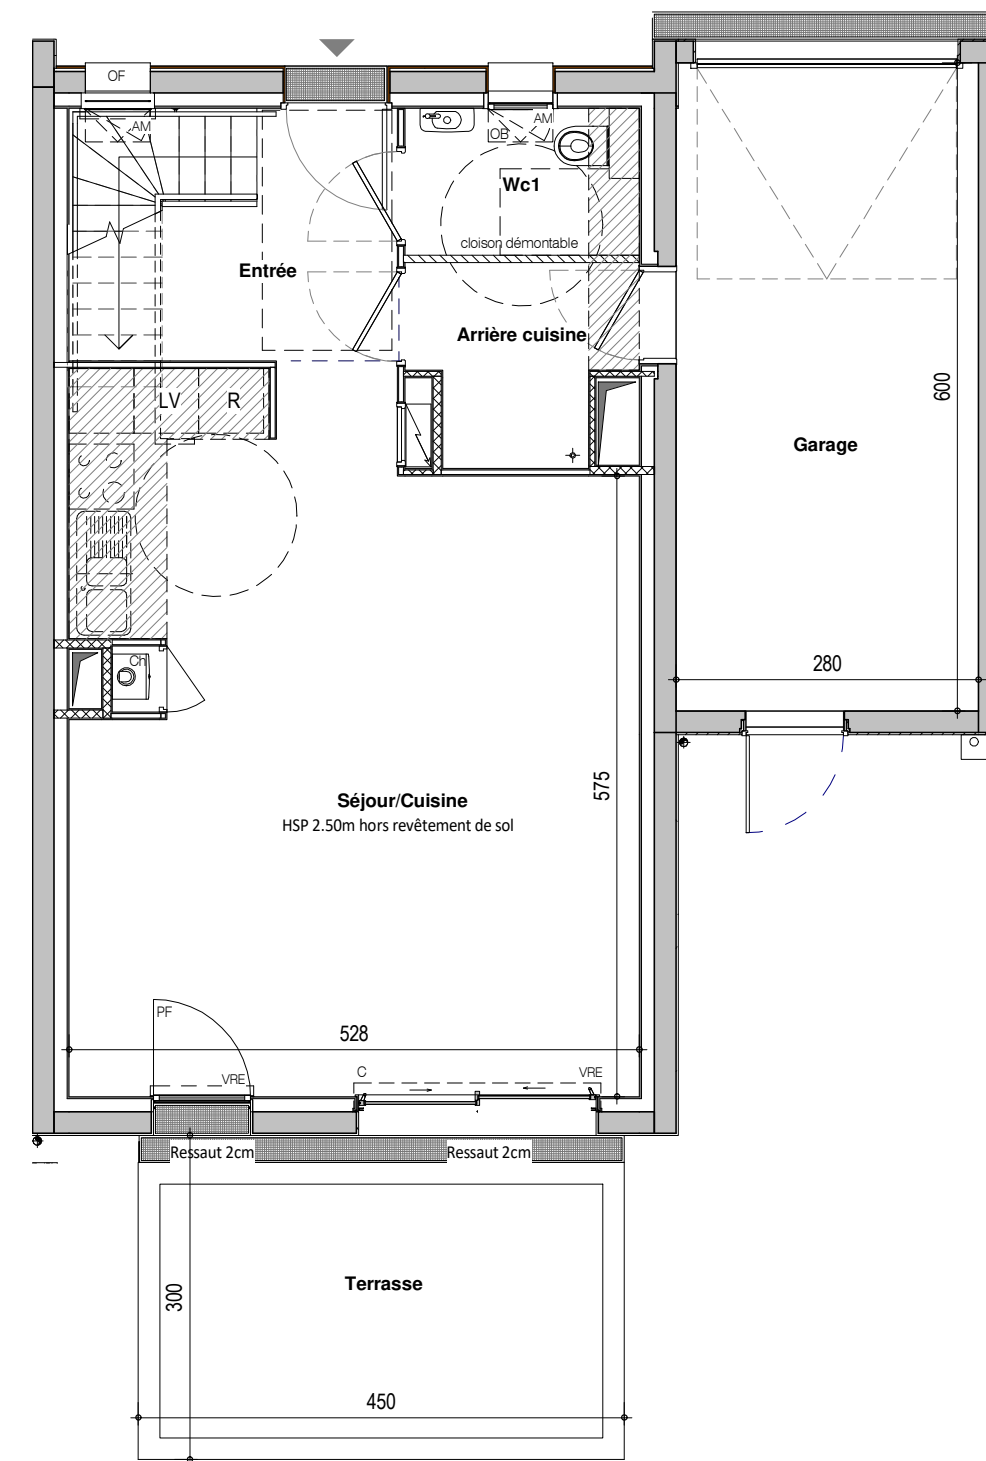 OF
AM
OB
AM
Wc1
cloison démontable
Entrée
Arrière cuisine
LV
R
600
Garage
Ch
280
575
Séjour/Cuisine
HSP 2.50m hors revêtement de sol
PF
528
VRE
C
VRE
Ressaut 2cm
Ressaut 2cm
300
Terrasse
450